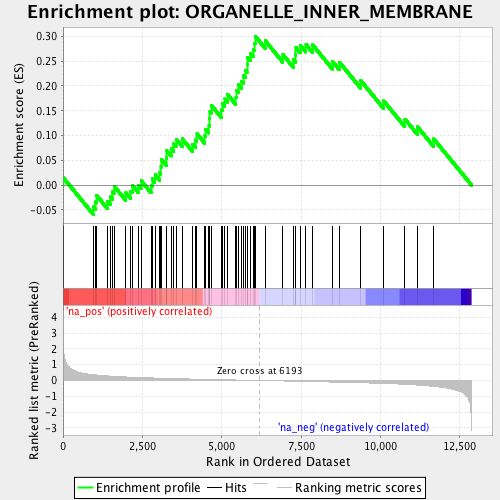 Enrichment plot: ORGANELLE_INNER_MEMBRANE
Enrichment score (ES)
0.30
0.25
0.20
0.15
0.10
0.05
0.00
-0.05
'na_pos' (positively correlated)
Ranked list metric (PreRanked)
4
3
2
1
0
-1
-2
-3
Zero cross at 6193
'na_neg' (negatively correlated)
0 2,500 5,000 7,500 10,000 12,500
Rank in Ordered Dataset
Enrichment profile Hits Ranking metric scores